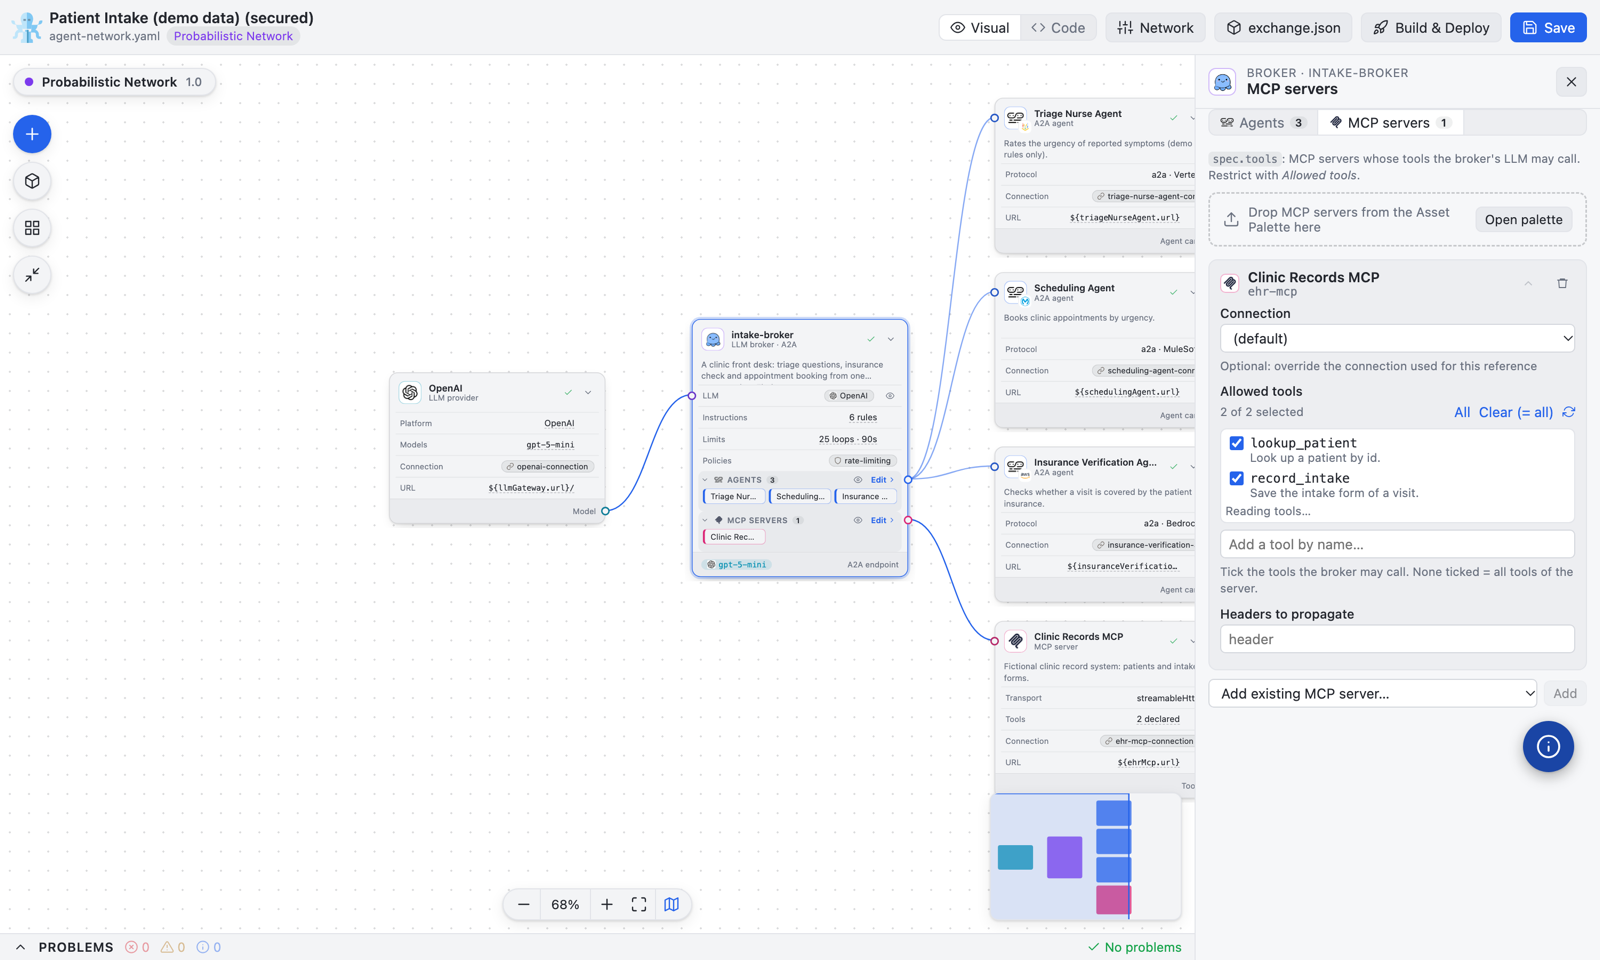 Patient Intake (demo data) (secured)
agent-network.yaml Probabilistic Network
Visual
Code
Network
exchange.json
Build & Deploy
Save
Probabilistic Network 1.0
OpenAI
LLM provider
Platform OpenAI
Models gpt-5-mini
Connection openai-connection
URL ${llmGateway.url}/
Model
intake-broker
LLM broker · A2A
A clinic front desk: triage questions, insurance
check and appointment booking from one...
LLM OpenAI
Instructions 6 rules
Limits 25 loops · 90s
Policies rate-limiting
AGENTS 3 Edit
Triage Nur... Scheduling... Insurance ...
MCP SERVERS 1 Edit
Clinic Rec...
gpt-5-mini A2A endpoint
Triage Nurse Agent
A2A agent
Rates the urgency of reported symptoms (demo
rules only).
Protocol a2a · Verte
Connection triage-nurse-agent-con
URL ${triageNurseAgent.url}
Agent car
Scheduling Agent
A2A agent
Books clinic appointments by urgency.
Protocol a2a · MuleSo
Connection scheduling-agent-conn
URL ${schedulingAgent.url}
Agent car
Insurance Verification Ag...
A2A agent
Checks whether a visit is covered by the patient
insurance.
Protocol a2a · Bedroc
Connection insurance-verification-
URL ${insuranceVerificatio…
Agent car
Clinic Records MCP
MCP server
Fictional clinic record system: patients and intake
forms.
Transport streamableHtt
Tools 2 declared
Connection ehr-mcp-connection
URL ${ehrMcp.url}
Too
68%
PROBLEMS 0 0 0
No problems
BROKER · INTAKE-BROKER
MCP servers
Agents 3
MCP servers 1
spec.tools: MCP servers whose tools the broker's LLM may call.
Restrict with Allowed tools.
Drop MCP servers from the Asset
Palette here
Open palette
Clinic Records MCP
ehr-mcp
Connection
(default)
Optional: override the connection used for this reference
Allowed tools
2 of 2 selected All Clear (= all)
lookup_patient
Look up a patient by id.
record_intake
Save the intake form of a visit.
Reading tools…
Add a tool by name…
Tick the tools the broker may call. None ticked = all tools of the
server.
Headers to propagate
header
Add existing MCP server…
Add